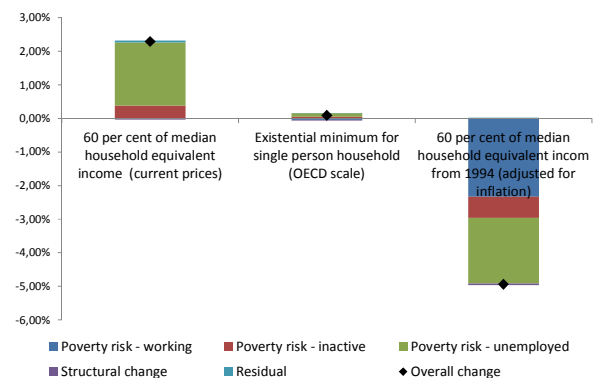 3,00%
2,00%
1,00%
0,00%
-1,00%
-2,00%
-3,00%
-4,00%
-5,00%
-6,00%
60 per cent of median
household equivalent
income (current prices)
Existential minimum for
single person household
(OECD scale)
60 per cent of median
household equivalent incom
from 1994 (adjusted for
inflation)
Poverty risk - working
Poverty risk - inactive
Poverty risk - unemployed
Structural change
Residual
Overall change